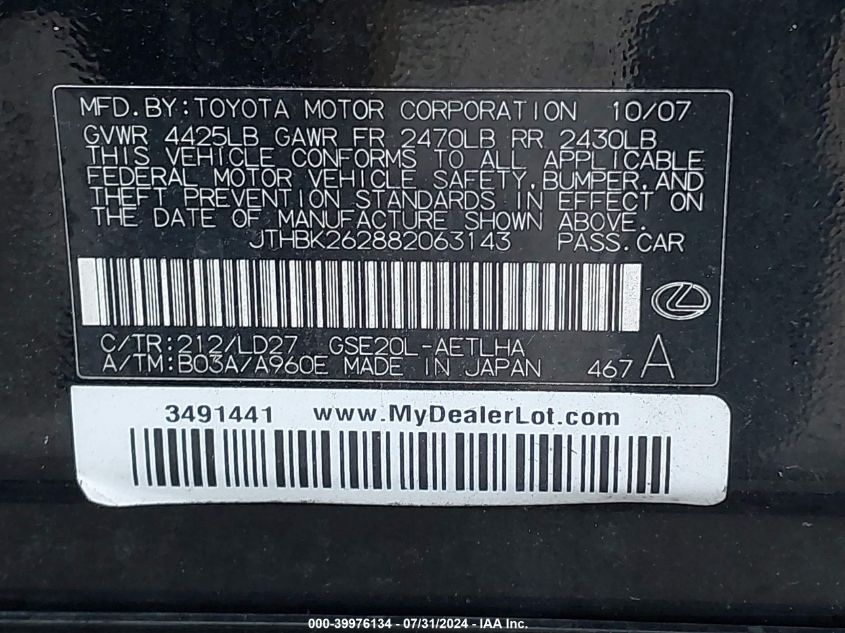 MFD.BY:TOYOTA MOTOR CORPORATION 10/07
GVWR 4425LB GAWR FR 2470LB RR 2430LB
THIS VEHICLE CONFORMS TO ALL APPLICABLE
FEDERAL MOTOR VEHICLE SAFETY,BUMPER,AND
THEFT PREVENTION STANDARDS IN EFFECT ON
THE DATE OF MANUFACTURE SHOWN ABOVE.
JTHBK262882063143 PASS.CAR
C/TR:212/LD27 GSE20L-AETLHA
A/TM:B03A/A960E MADE IN JAPAN 467 A
3491441 www.MyDealerLot.com
000-39976134 - 07/31/2024 - IAA Inc.